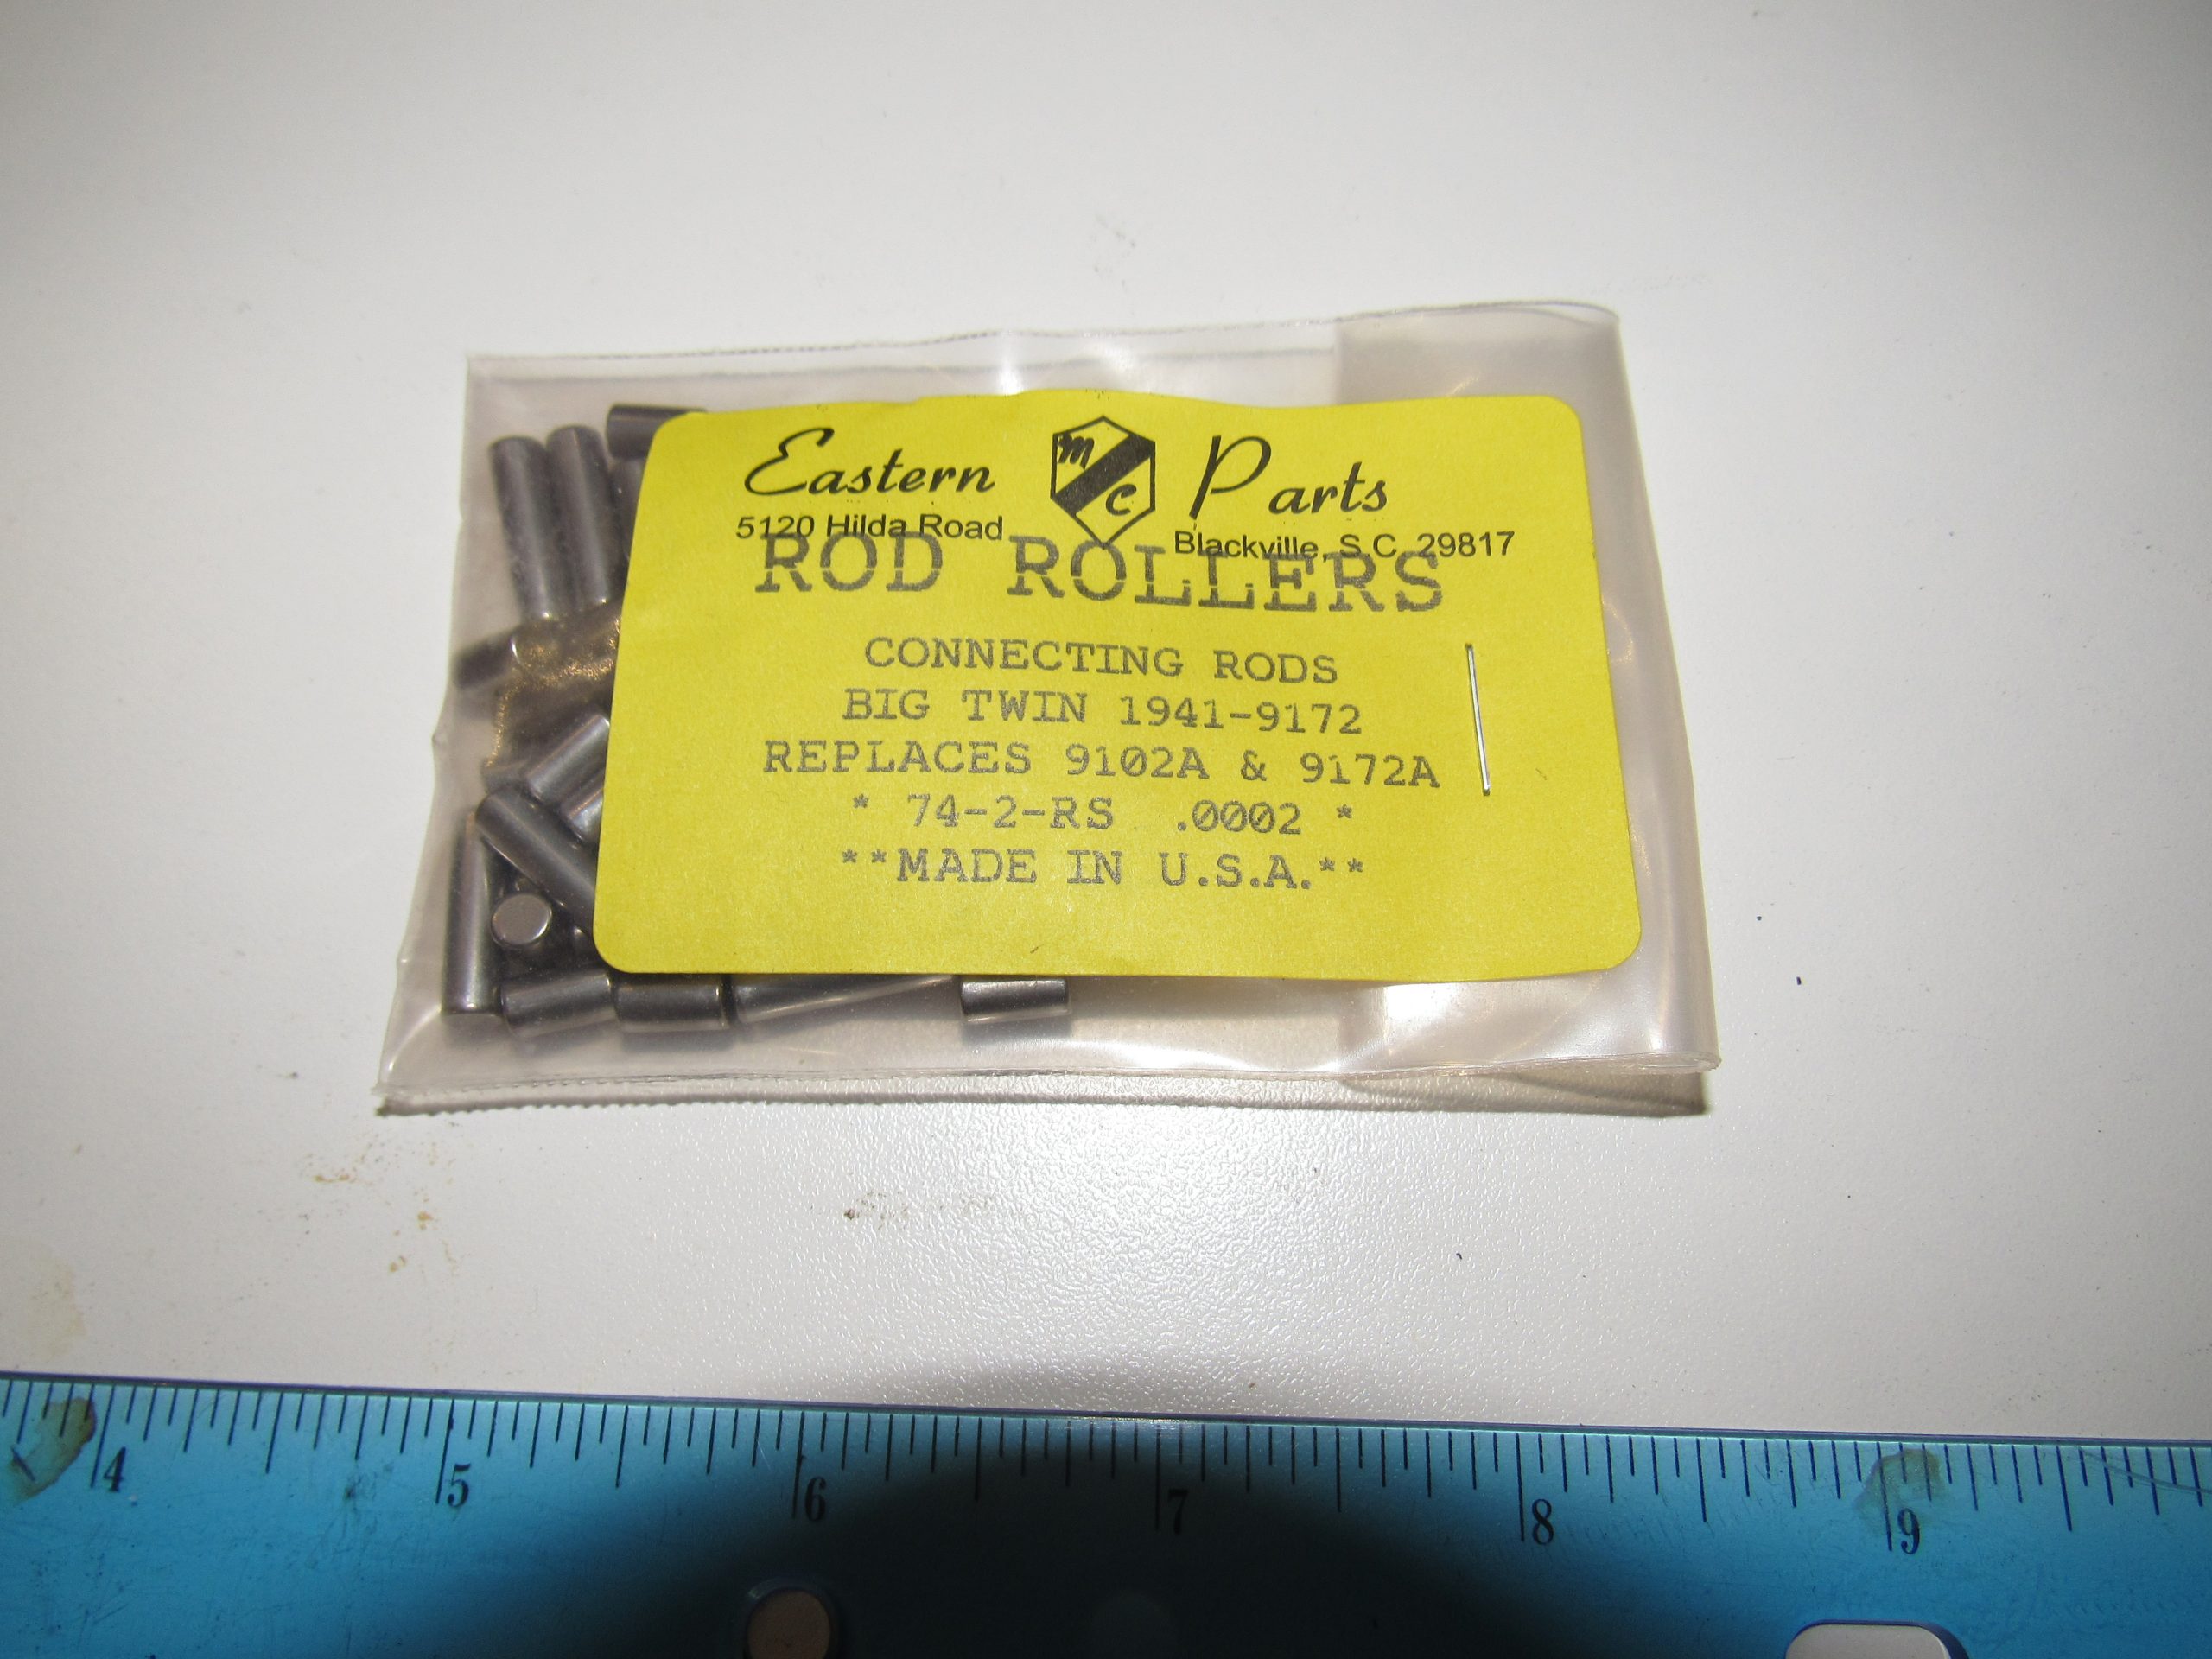 Eastern M C Parts
5120 Hilda Road Blackville, S.C. 29817
ROD ROLLERS
CONNECTING RODS
BIG TWIN 1941-9172
REPLACES 9102A & 9172A
* 74-2-RS .0002 *
**MADE IN U.S.A.**
4 5 6 7 8 9